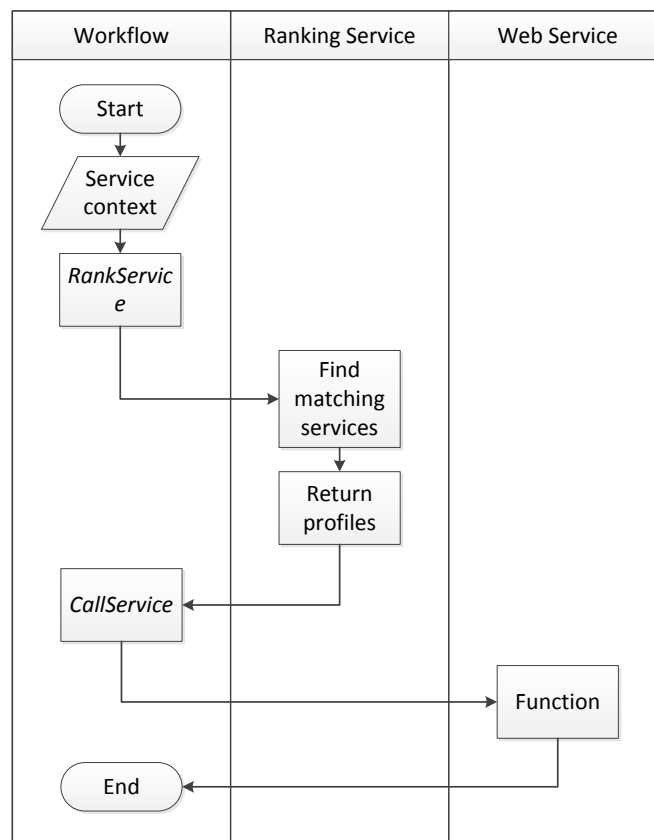 Workflow
Ranking Service
Web Service
Start
Service
context
RankServic
e
Find
matching
services
Return
profiles
CallService
Function
End